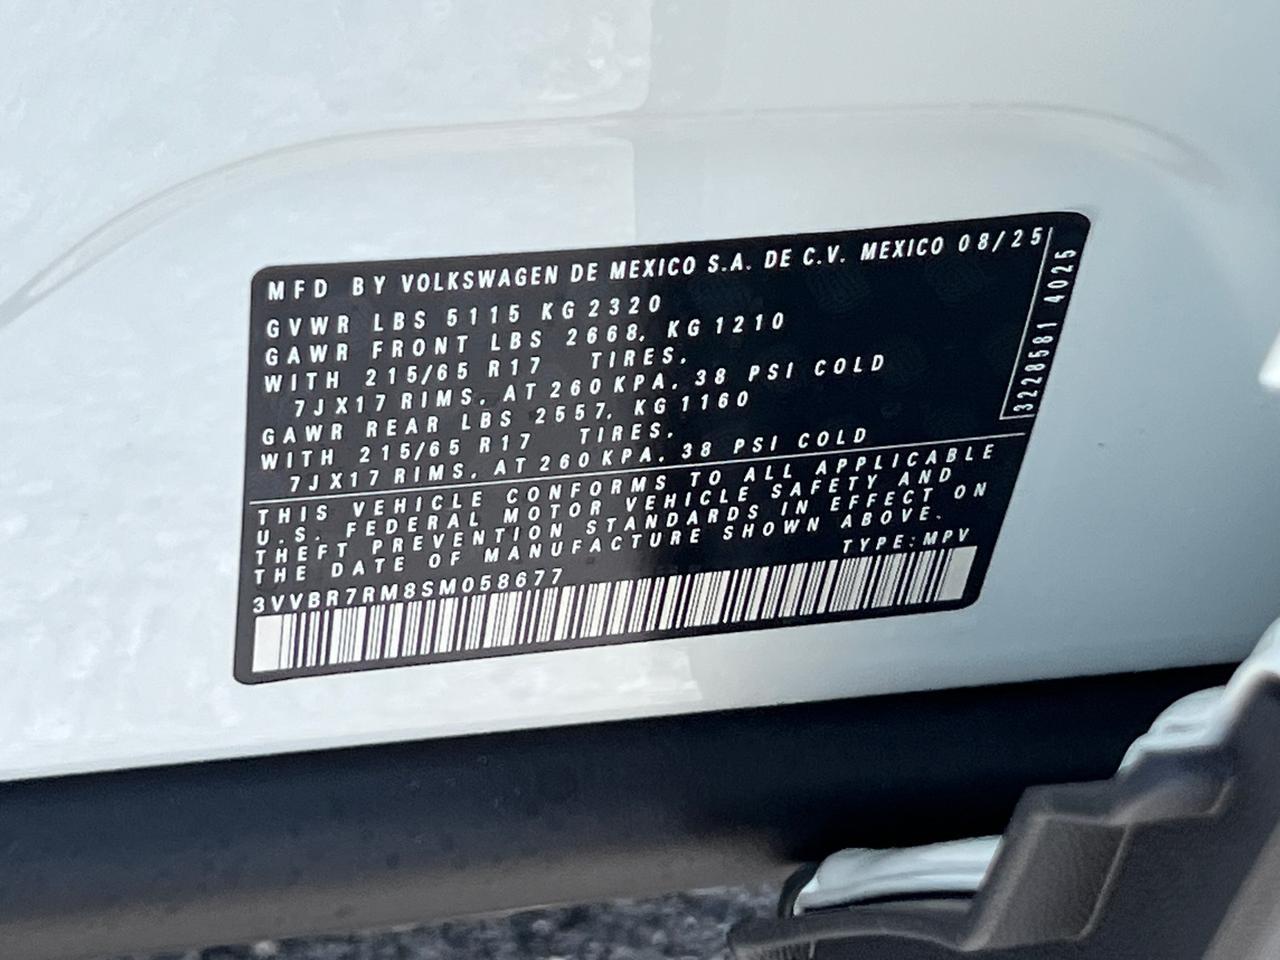 MFD BY VOLKSWAGEN DE MEXICO S.A. DE C.V. MEXICO 08/25
GVWR LBS 5115 KG 2320
GAWR FRONT LBS 2668, KG 1210
WITH 215/65 R17 TIRES,
7JX17 RIMS, AT 260 KPA, 38 PSI COLD
GAWR REAR LBS 2557, KG 1160
WITH 215/65 R17 TIRES,
7JX17 RIMS, AT 260 KPA, 38 PSI COLD
3228581 4025
THIS VEHICLE CONFORMS TO ALL APPLICABLE
U.S. FEDERAL MOTOR VEHICLE SAFETY AND
THEFT PREVENTION STANDARDS IN EFFECT ON
THE DATE OF MANUFACTURE SHOWN ABOVE.
TYPE: MPV
3VVBR7RM8SM058677